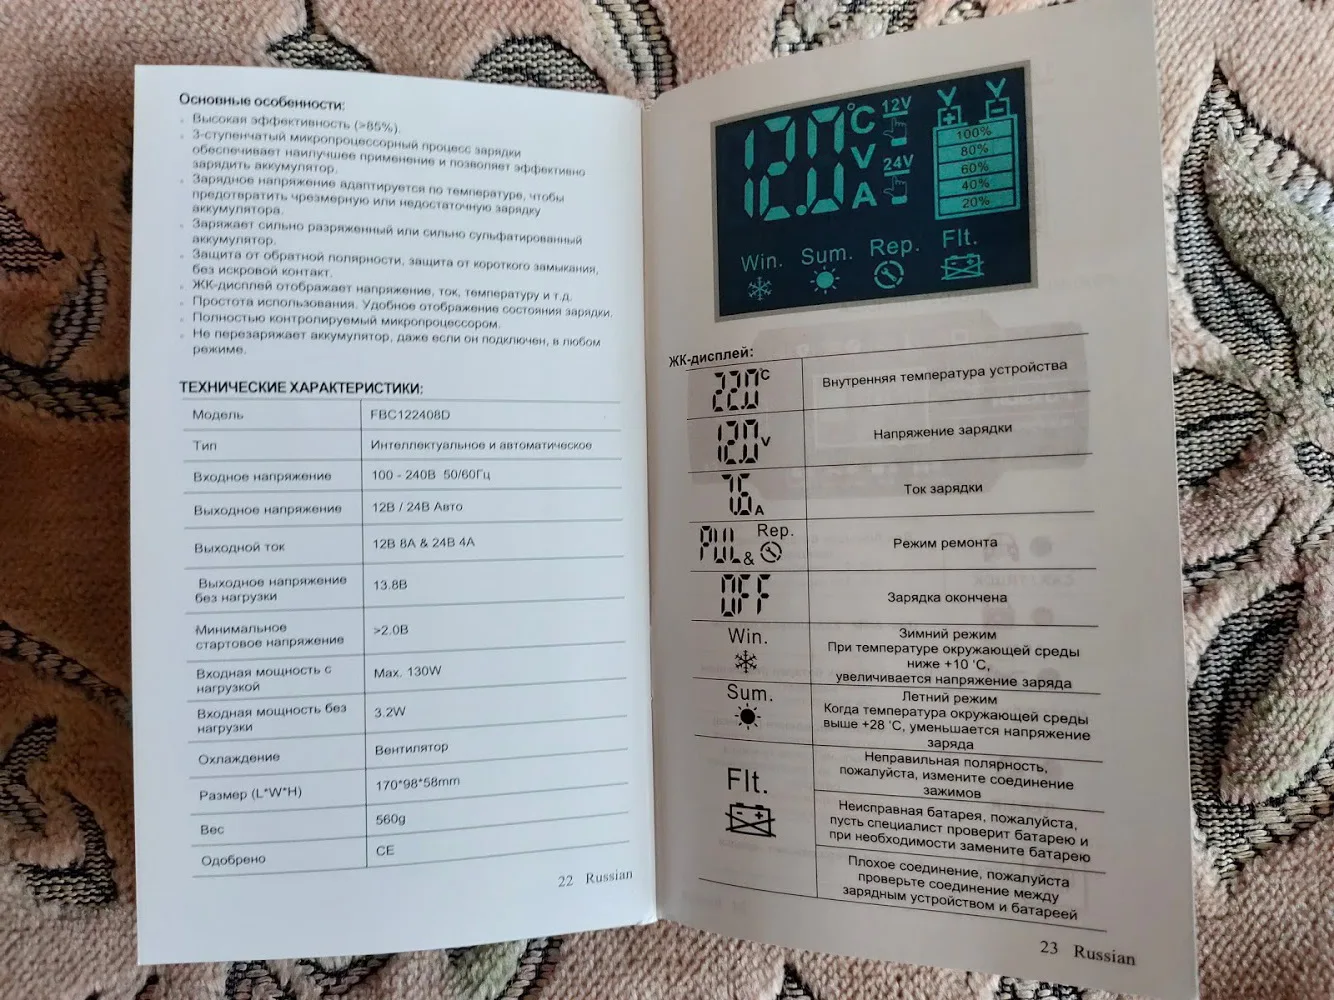 Основные особенности:
Высокая эффективность (>85%).
3-ступенчатый микропроцессорный процесс зарядки
обеспечивает наилучшее применение и позволяет эффективно
зарядить аккумулятор.
Зарядное напряжение адаптируется по температуре, чтобы
предотвратить чрезмерную или недостаточную зарядку
аккумулятора.
Заряжает сильно разряженный или сильно сульфатированный
аккумулятор.
Защита от обратной полярности, защита от короткого замыкания,
без искровой контакт.
ЖК-дисплей отображает напряжение, ток, температуру и т.д.
Простота использования. Удобное отображение состояния зарядки.
Полностью контролируемый микропроцессором.
Не перезаряжает аккумулятор, даже если он подключен, в любом
режиме.
ТЕХНИЧЕСКИЕ ХАРАКТЕРИСТИКИ:
Модель FBC122408D
Тип Интеллектуальное и автоматическое
Входное напряжение 100 - 240В 50/60Гц
Выходное напряжение 12В / 24В Авто
Выходной ток 12В 8А & 24В 4А
Выходное напряжение
без нагрузки 13.8В
Минимальное
стартовое напряжение >2.0В
Входная мощность с
нагрузкой Max. 130W
Входная мощность без
нагрузки 3.2W
Охлаждение Вентилятор
Размер (L*W*H) 170*98*58mm
Вес 560g
Одобрено CE
22 Russian
12.0 °C V A
12.0
12V
24V
100%
80%
60%
40%
20%
Win. Sum. Rep. Flt.
ЖК-дисплей:
22.0°C Внутренняя температура устройства
12.0V Напряжение зарядки
7.6A Ток зарядки
PUL & Rep. Режим ремонта
OFF Зарядка окончена
Win. Зимний режим
При температуре окружающей среды
ниже +10 °C,
увеличивается напряжение заряда
Sum. Летний режим
Когда температура окружающей среды
выше +28 °C, уменьшается напряжение
заряда
Flt. Неправильная полярность,
пожалуйста, измените соединение
зажимов
Неисправная батарея, пожалуйста,
пусть специалист проверит батарею и
при необходимости замените батарею
Плохое соединение, пожалуйста
проверьте соединение между
зарядным устройством и батареей
23 Russian